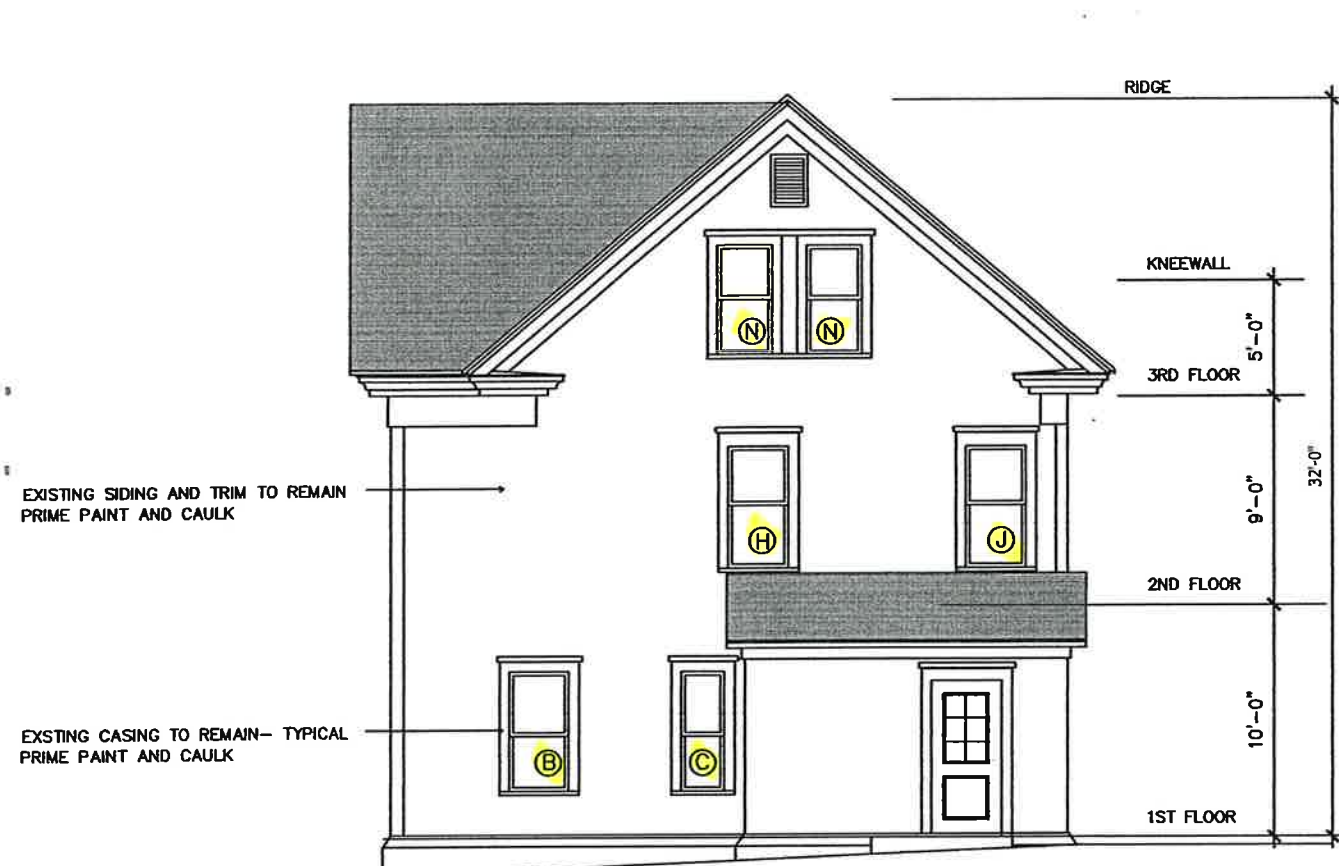 RIDGE
KNEEWALL
5'-0"
N
N
3RD FLOOR
32'-0"
9'-0"
EXISTING SIDING AND TRIM TO REMAIN
PRIME PAINT AND CAULK
H
J
2ND FLOOR
10'-0"
EXSTING CASING TO REMAIN– TYPICAL
PRIME PAINT AND CAULK
B
C
1ST FLOOR